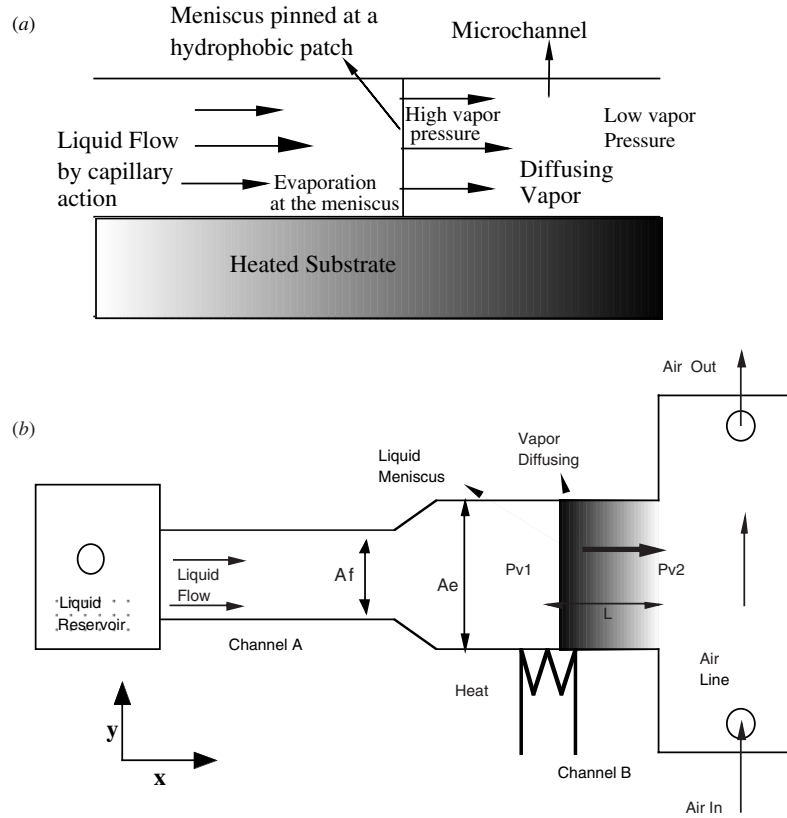 (a)
Meniscus pinned at a
hydrophobic patch
Microchannel
Liquid Flow
by capillary
action
Evaporation
at the meniscus
High vapor
pressure
Diffusing
Vapor
Low vapor
Pressure
Heated Substrate
(b)
Air Out
Liquid
Meniscus
Vapor
Diffusing
Liquid
Reservoir
Liquid
Flow
Af
Ae
Pv1
Pv2
L
Channel A
Heat
Air
Line
Channel B
Air In
y
x